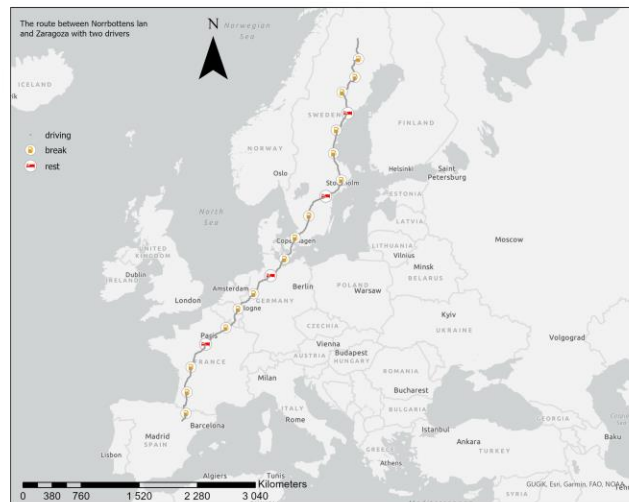 The route between Norrbottens lan
and Zaragoza with two drivers
N
Norwegian
Sea
ICELAND
SWEDEN
FINLAND
NORWAY
driving
break
rest
Oslo
Helsinki
Saint
Petersburg
Stockholm
ESTONIA
North
Sea
LATVIA
Moscow
Copenhagen
LITHUANIA
Vilnius
UNITED
KINGDOM
Minsk
Dublin
IRELAND
BELARUS
Amsterdam
Berlin
POLAND
Warsaw
London
GERMANY
Cologne
Kyiv
CZECHIA
UKRAINE
Paris
Volgograd
Vienna
Budapest
AUSTRIA
HUNGARY
FRANCE
ROMANIA
Milan
Bucharest
ITALY
BULGARIA
Barcelona
Rome
GEORGIA
Madrid
Istanbul
Baku
SPAIN
Ankara
Lisbon
GREECE
TURKEY
Athens
Algiers
Tunis
Kilometers
0 380 760 1 520 2 280 3 040
SYRIA
GUGiK, Esri, Garmin, FAO, NOAA,